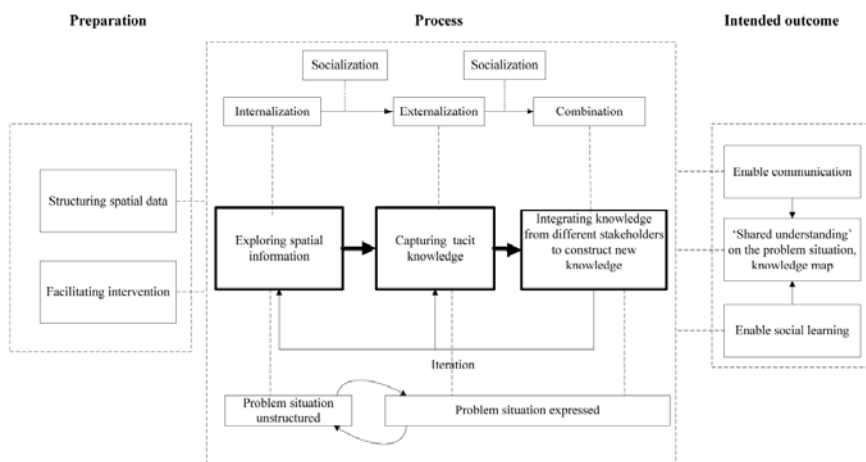 Preparation
Process
Intended outcome
Socialization
Socialization
Internalization
Externalization
Combination
Structuring spatial data
Facilitating intervention
Exploring spatial
information
Capturing tacit
knowledge
Integrating knowledge
from different stakeholders
to construct new
knowledge
Iteration
Problem situation
unstructured
Problem situation expressed
Enable communication
‘Shared understanding’
on the problem situation,
knowledge map
Enable social learning